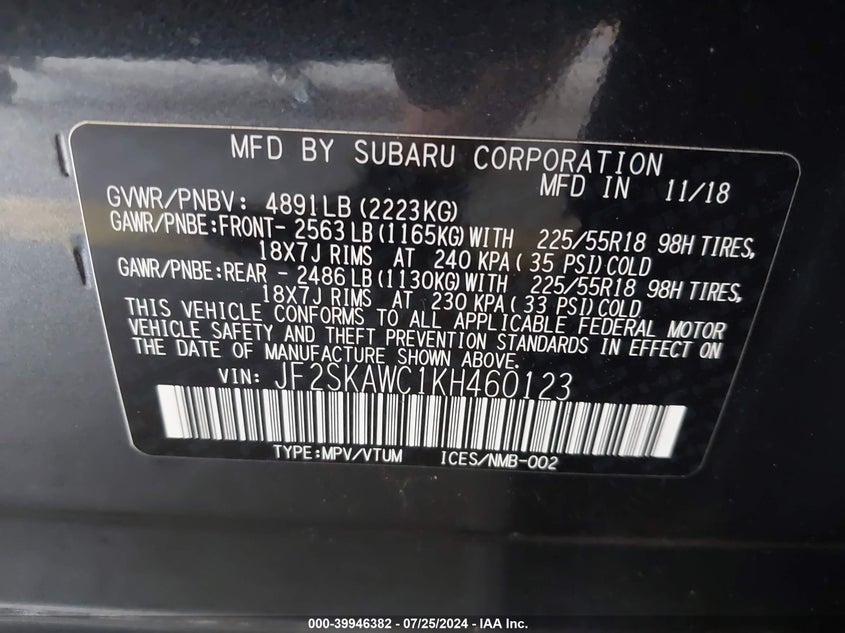 MFD BY SUBARU CORPORATION
MFD IN 11/18
GVWR/PNBV: 4891LB (2223KG)
GAWR/PNBE:FRONT- 2563LB (1165KG) WITH 225/55R18 98H TIRES,
18X7J RIMS AT 240 KPA ( 35 PSI) COLD
GAWR/PNBE:REAR - 2486LB (1130KG) WITH 225/55R18 98H TIRES,
18X7J RIMS AT 230 KPA ( 33 PSI) COLD
THIS VEHICLE CONFORMS TO ALL APPLICABLE FEDERAL MOTOR
VEHICLE SAFETY AND THEFT PREVENTION STANDARDS IN EFFECT ON
THE DATE OF MANUFACTURE SHOWN ABOVE.
VIN: JF2SKAWC1KH460123
TYPE:MPV/VTUM ICES/NMB-002
000-39946382 - 07/25/2024 - IAA Inc.